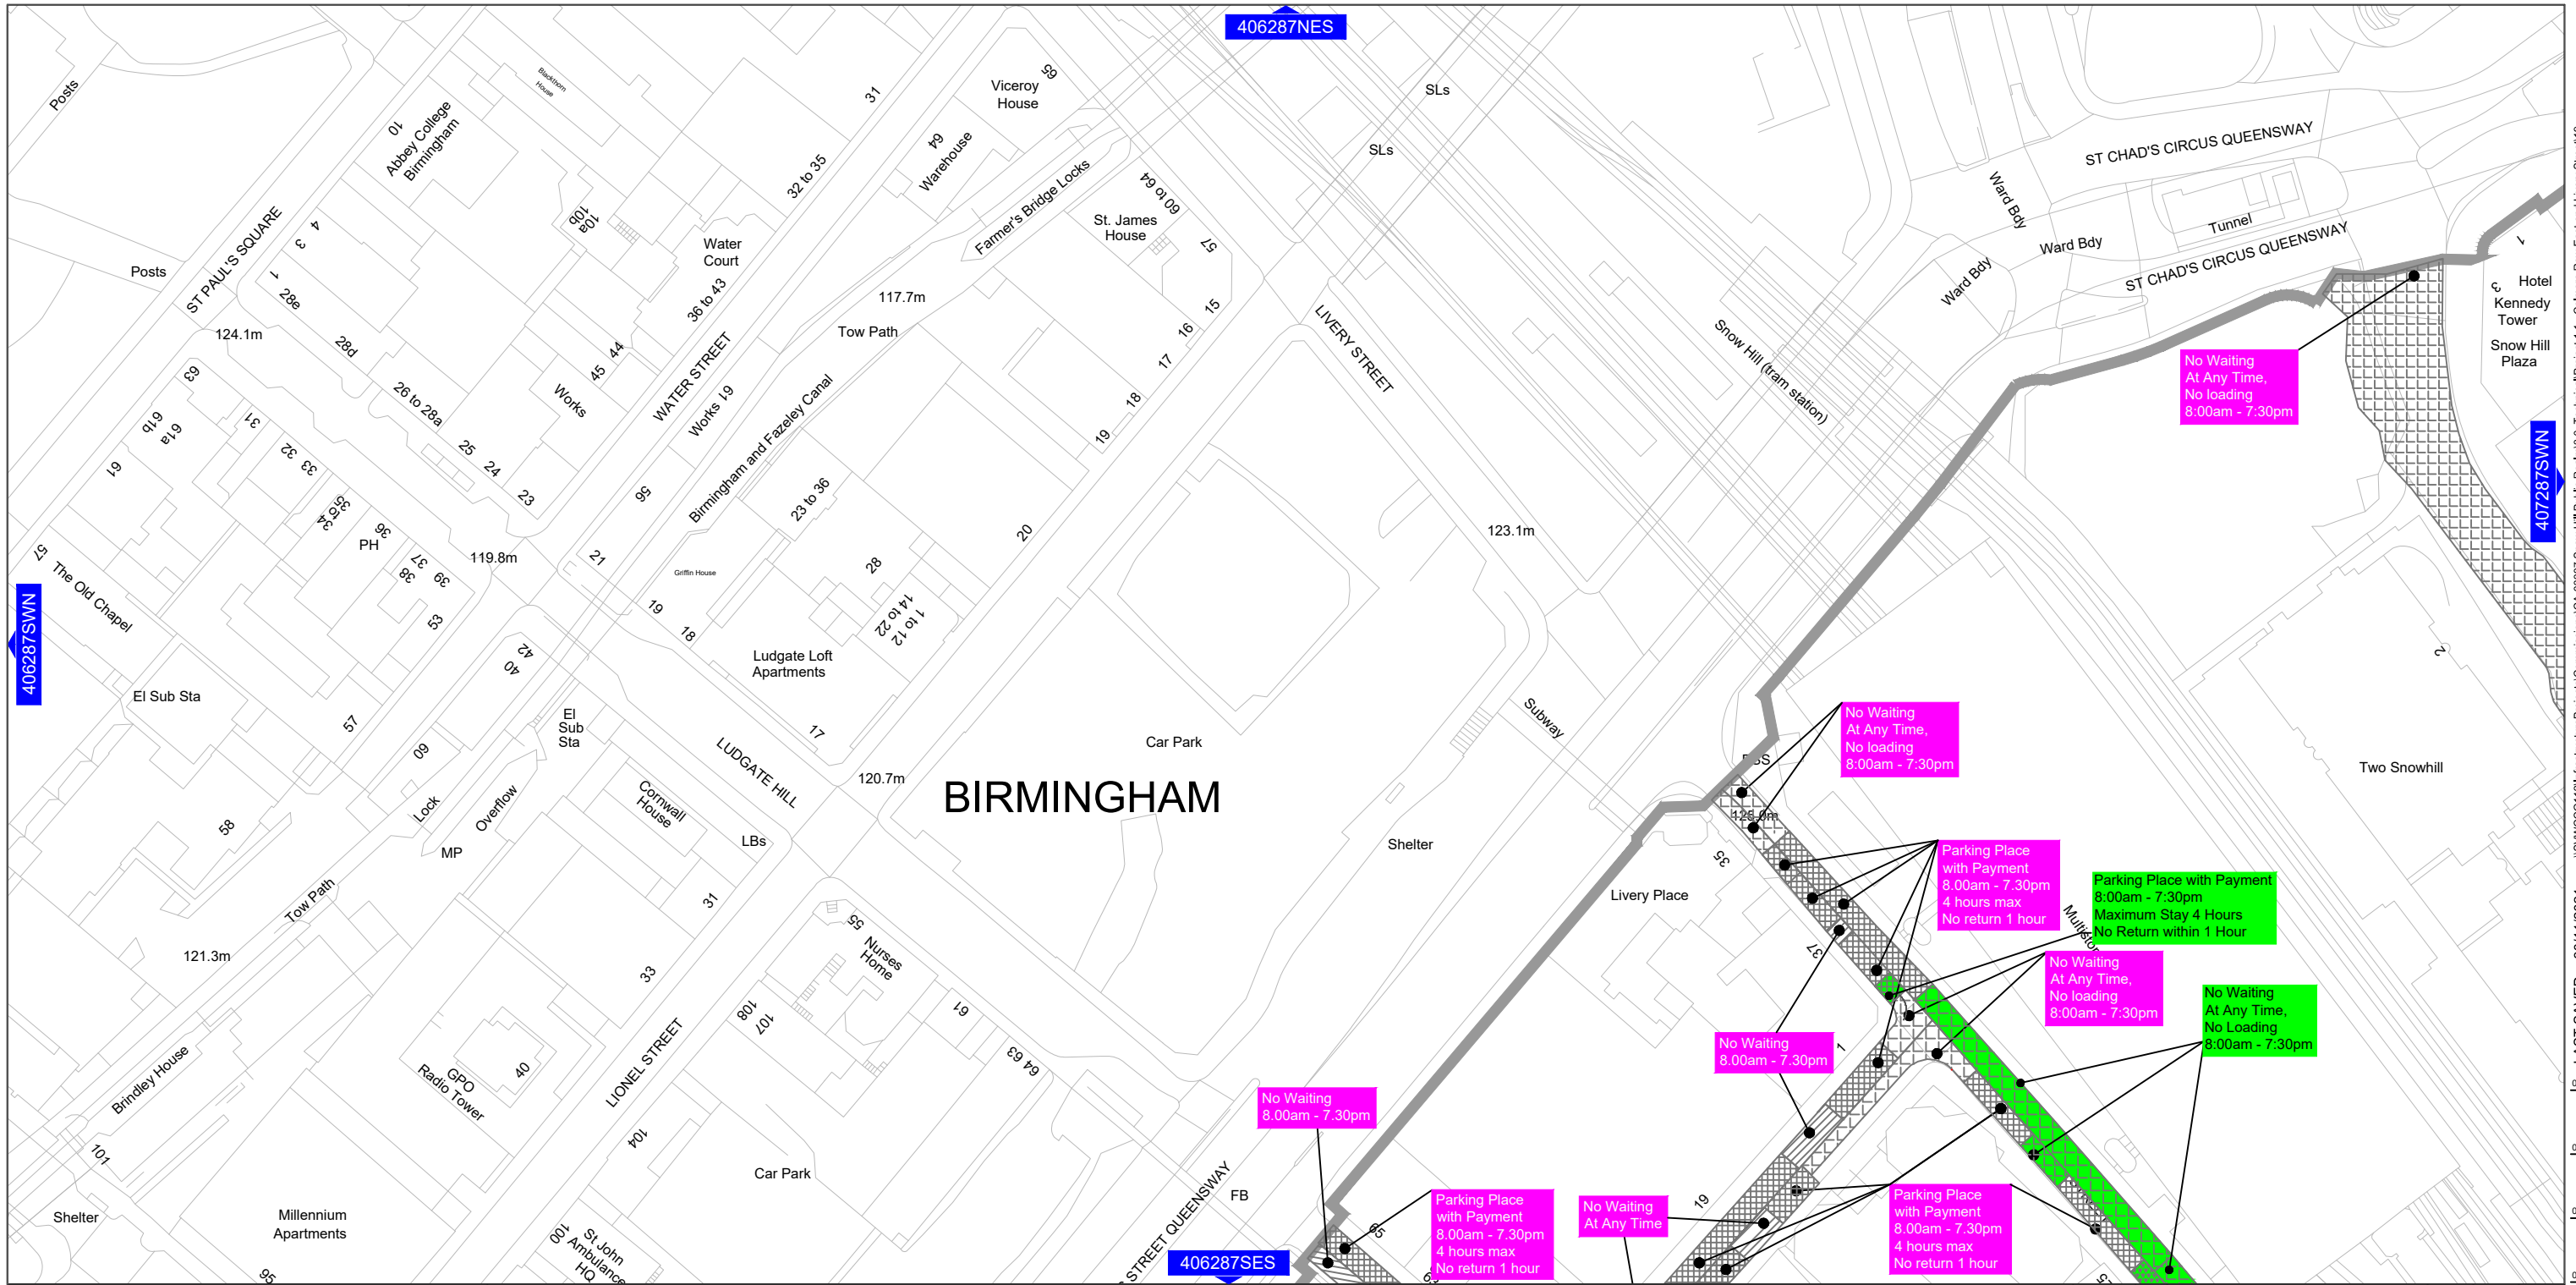 406287NES
Posts
Blackthorn
House
10
Abbey College
Birmingham
31
Viceroy
House
65
64
Warehouse
32 to 35
Farmer's Bridge Locks
60 to 64
St. James
House
57
SLs
SLs
ST CHAD'S CIRCUS QUEENSWAY
Ward Bdy
Ward Bdy
Ward Bdy
Tunnel
ST CHAD'S CIRCUS QUEENSWAY
1
3
Hotel
Kennedy
Tower
Snow Hill
Plaza
407287SWN
No Waiting
At Any Time,
No loading
8:00am - 7:30pm
ST PAUL'S SQUARE
Posts
4
3
1
28e
10b
10a
Water
Court
36 to 43
117.7m
Tow Path
15
16
17
18
19
LIVERY STREET
Snow Hill (tram station)
124.1m
28d
26 to 28a
44
45
Works
WATER STREET
Works 61
Birmingham and Fazeley Canal
63
61b
61a
61
31
32
33
34
35
to
36
PH
37
38
39
53
25
24
23
56
23 to 36
20
123.1m
57
The Old Chapel
119.8m
21
Griffin House
28
1 to 12
14 to 22
19
18
406287SWN
El Sub Sta
42
40
57
60
El
Sub
Sta
Ludgate Loft
Apartments
17
LUDGATE HILL
120.7m
Car Park
BIRMINGHAM
Subway
Two Snowhill
2
No Waiting
At Any Time,
No loading
8:00am - 7:30pm
58
Lock
Overflow
MP
Cornwall
House
LBs
Shelter
35
Livery Place
37
Parking Place
with Payment
8.00am - 7.30pm
4 hours max
No return 1 hour
Parking Place with Payment
8:00am - 7:30pm
Maximum Stay 4 Hours
No Return within 1 Hour
No Waiting
At Any Time,
No loading
8:00am - 7:30pm
No Waiting
At Any Time,
No Loading
8:00am - 7:30pm
Tow Path
121.3m
31
33
55
Nurses
Home
61
63
64
108
107
LIONEL STREET
Brindley House
GPO
Radio Tower
40
101
104
Car Park
Shelter
Millennium
Apartments
95
100
St John
Ambulance
HQ
STREET QUEENSWAY
FB
406287SES
No Waiting
8.00am - 7.30pm
1
No Waiting
8.00am - 7.30pm
65
Parking Place
with Payment
8.00am - 7.30pm
4 hours max
No return 1 hour
No Waiting
At Any Time
19
Parking Place
with Payment
8.00am - 7.30pm
4 hours max
No return 1 hour